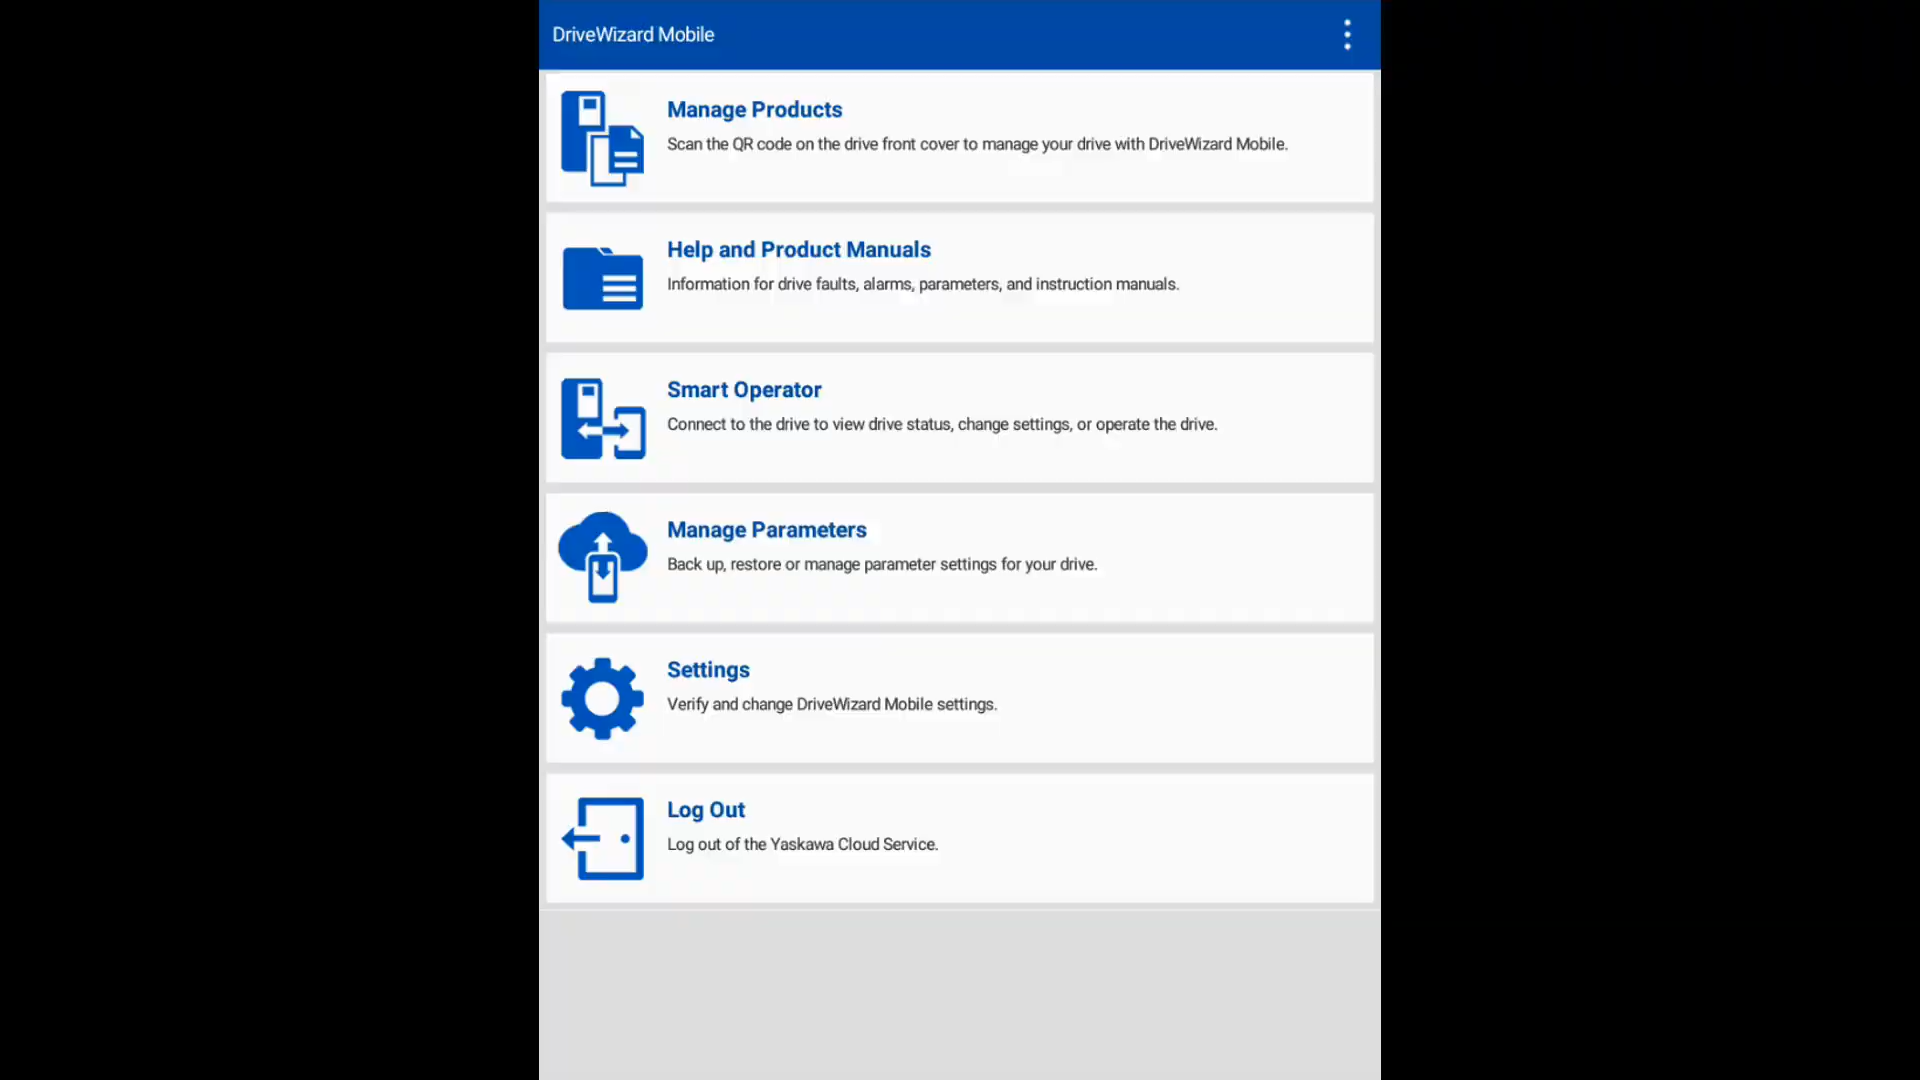 DriveWizard Mobile
Manage Products
Scan the QR code on the drive front cover to manage your drive with DriveWizard Mobile.
Help and Product Manuals
Information for drive faults, alarms, parameters, and instruction manuals.
Smart Operator
Connect to the drive to view drive status, change settings, or operate the drive.
Manage Parameters
Back up, restore or manage parameter settings for your drive.
Settings
Verify and change DriveWizard Mobile settings.
Log Out
Log out of the Yaskawa Cloud Service.